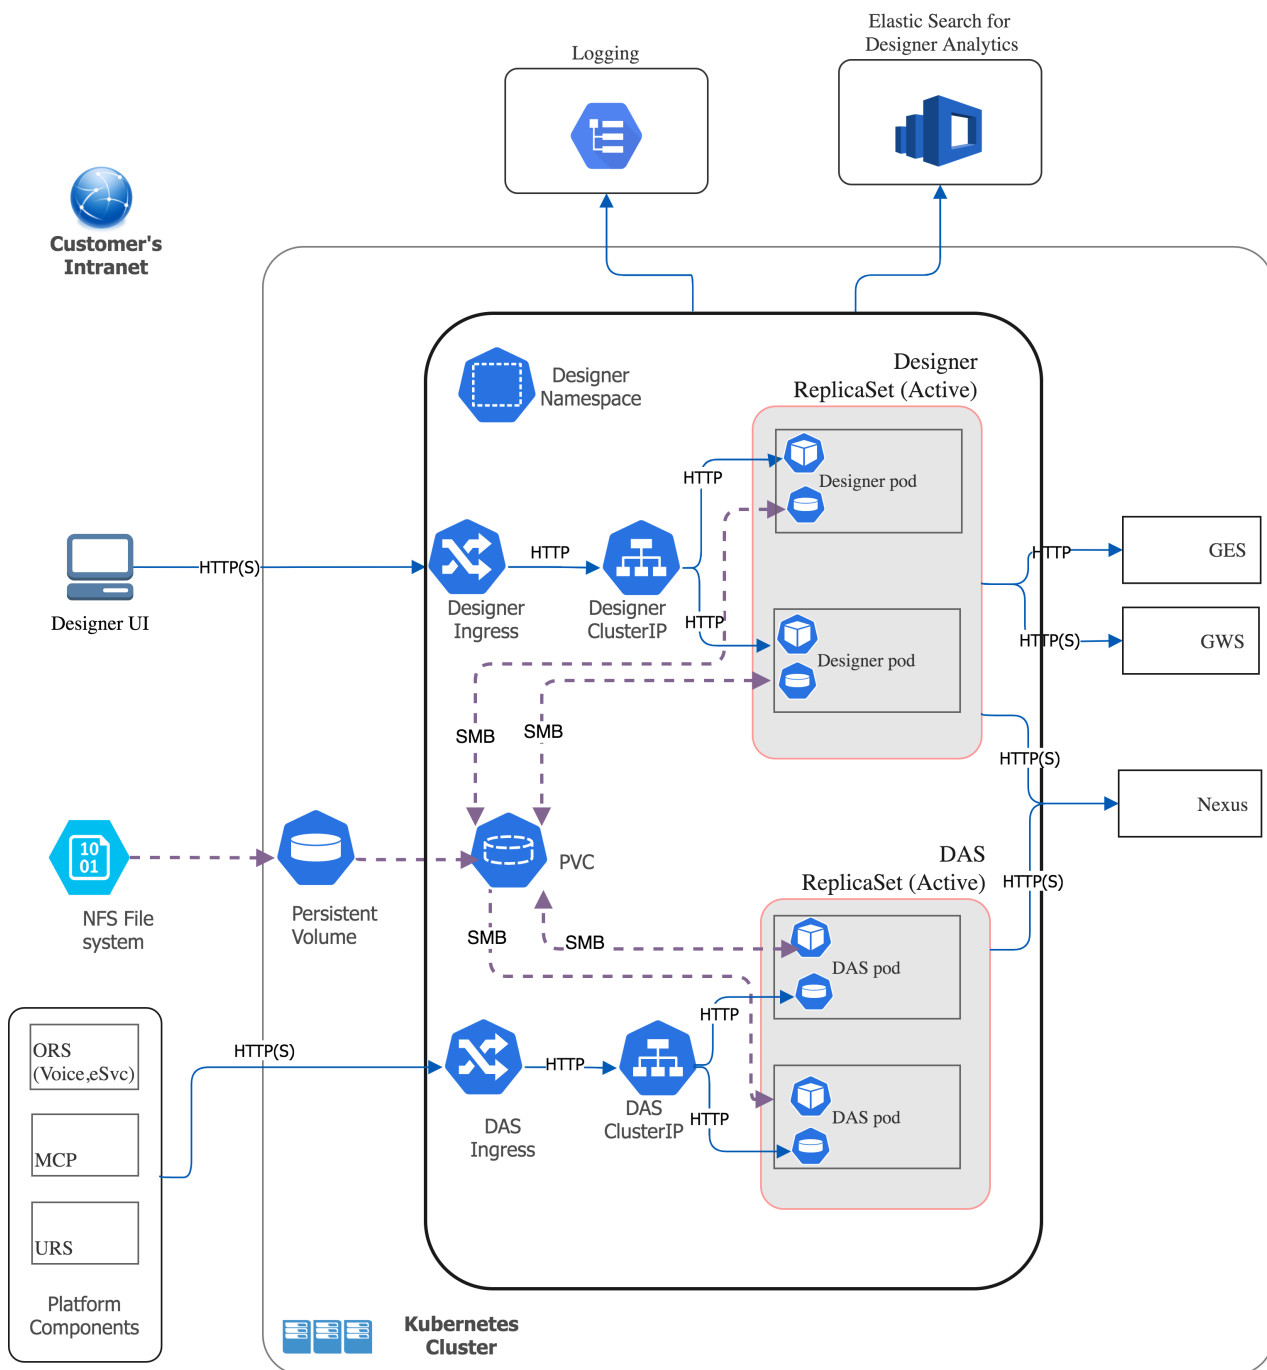 Elastic Search for
Designer Analytics
Logging
Customer's
Intranet
Designer
Namespace
Designer
ReplicaSet (Active)
HTTP
Designer pod
HTTP(S)
HTTP
Designer UI
Designer
Ingress
Designer
ClusterIP
HTTP
Designer pod
HTTP
GES
HTTP(S)
GWS
SMB
SMB
HTTP(S)
Nexus
10
01
NFS File
system
Persistent
Volume
PVC
DAS
ReplicaSet (Active)
HTTP(S)
SMB
SMB
DAS pod
HTTP
ORS
(Voice,eSvc)
MCP
URS
Platform
Components
HTTP(S)
HTTP
DAS
Ingress
DAS
ClusterIP
HTTP
DAS pod
Kubernetes
Cluster